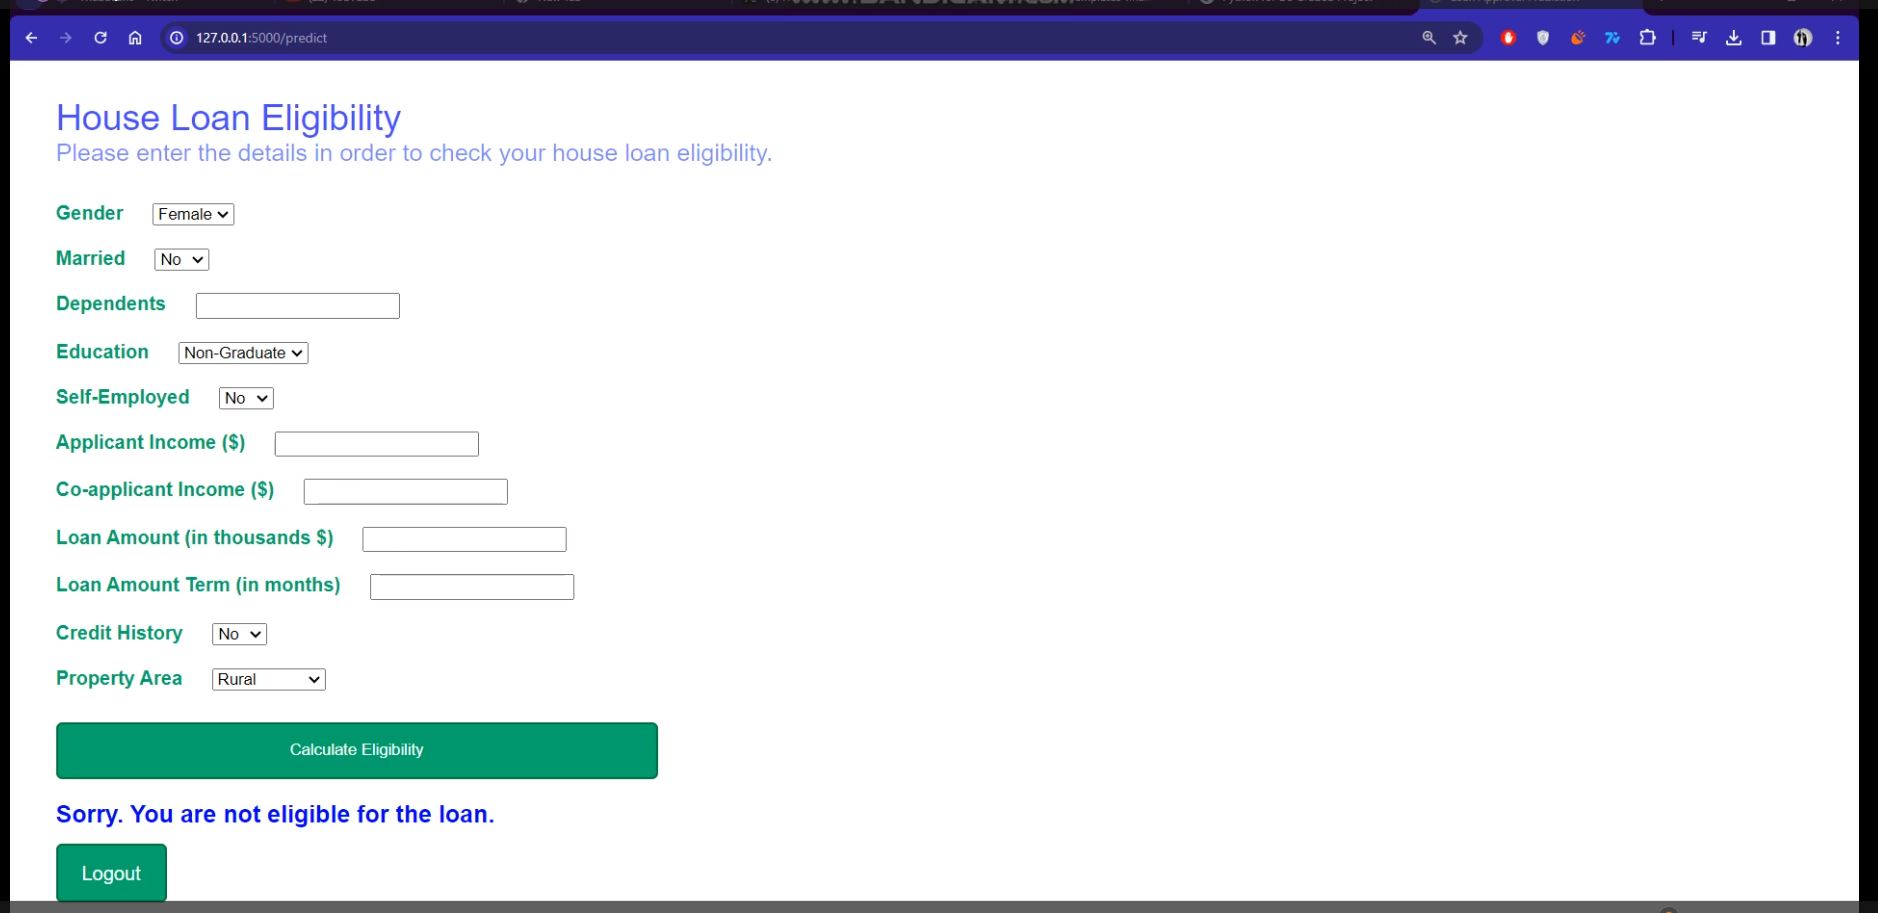 127.0.0.1:5000/predict
House Loan Eligibility
Please enter the details in order to check your house loan eligibility.
Gender Female
Married No
Dependents
Education Non-Graduate
Self-Employed No
Applicant Income ($)
Co-applicant Income ($)
Loan Amount (in thousands $)
Loan Amount Term (in months)
Credit History No
Property Area Rural
Calculate Eligibility
Sorry. You are not eligible for the loan.
Logout